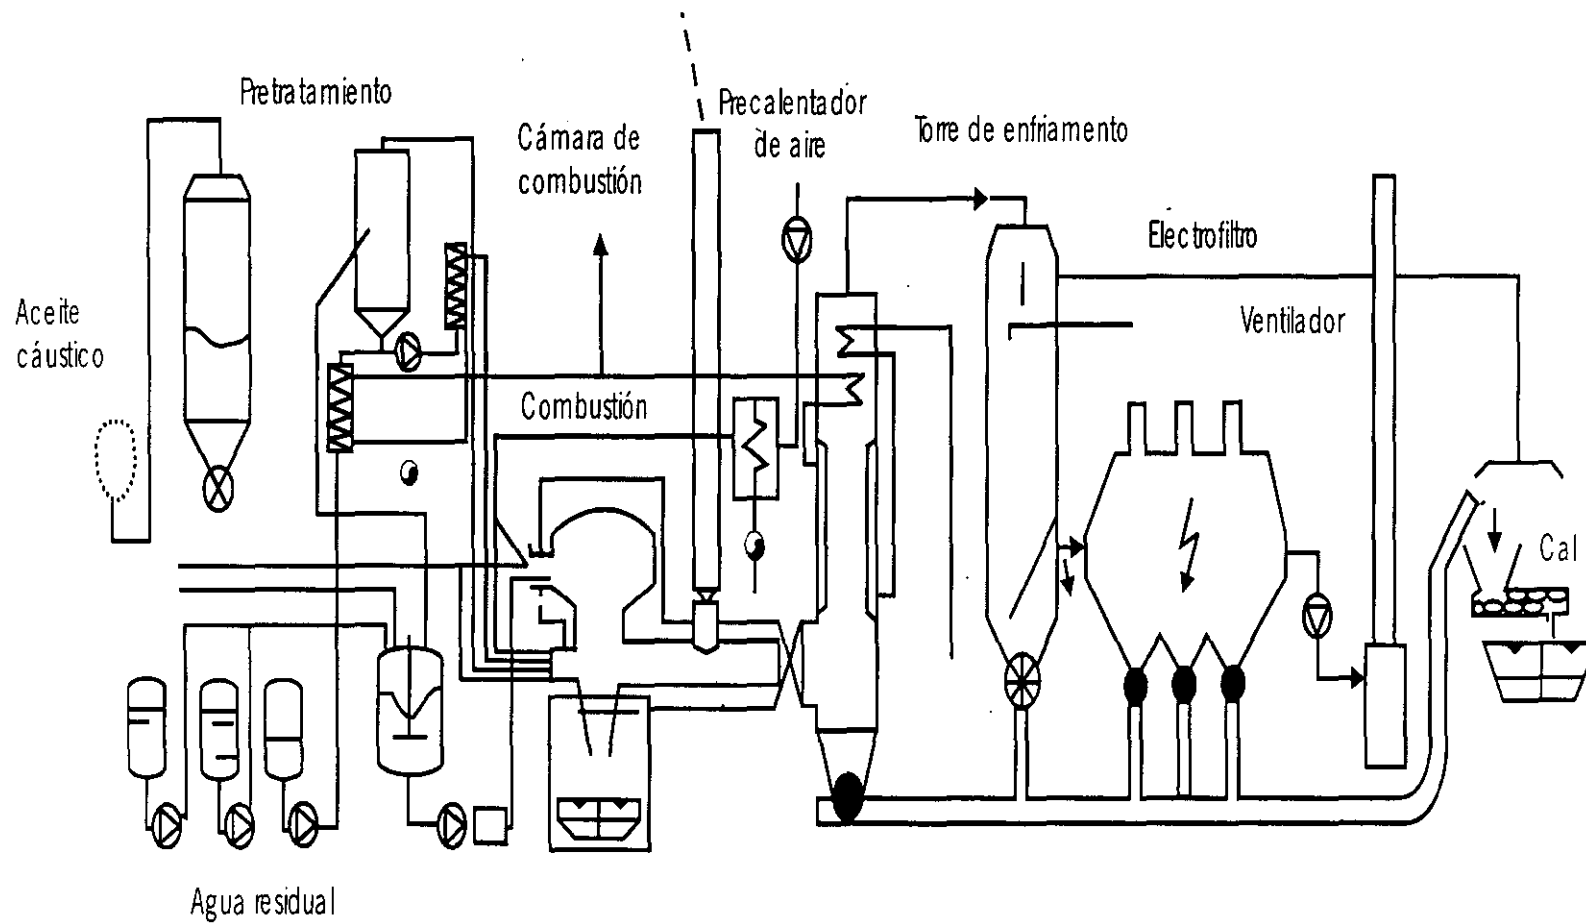 Pretratamiento
Cámara de
combustión
Precalentador
de aire
Torre de enfriamento
Electrofiltro
Ventilador
Aceite
cáustico
Combustión
Cal
Agua residual